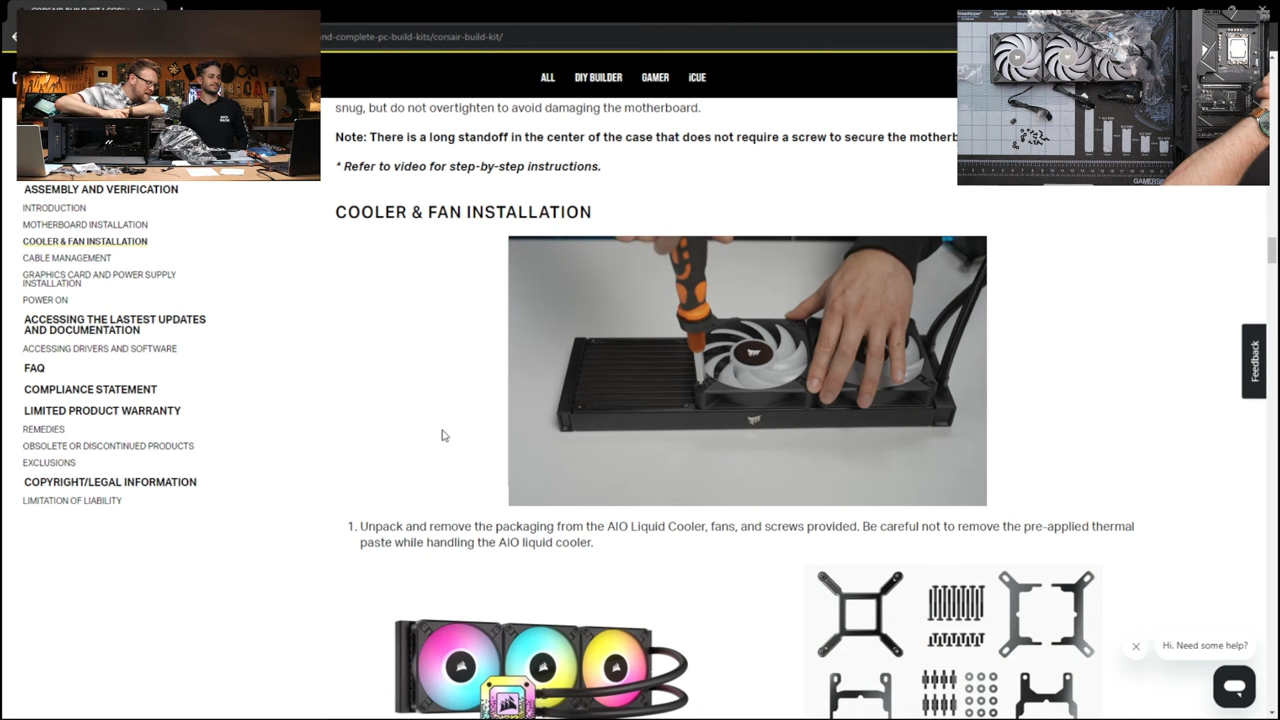 and-complete-pc-build-kits/corsair-build-kit/
ALL DIY BUILDER GAMER iCUE
snug, but do not overtighten to avoid damaging the motherboard.
Note: There is a long standoff in the center of the case that does not require a screw to secure the motherb
* Refer to video for step-by-step instructions.
ASSEMBLY AND VERIFICATION
INTRODUCTION
MOTHERBOARD INSTALLATION
COOLER & FAN INSTALLATION
CABLE MANAGEMENT
GRAPHICS CARD AND POWER SUPPLY
INSTALLATION
POWER ON
ACCESSING THE LASTEST UPDATES
AND DOCUMENTATION
ACCESSING DRIVERS AND SOFTWARE
FAQ
COMPLIANCE STATEMENT
LIMITED PRODUCT WARRANTY
REMEDIES
OBSOLETE OR DISCONTINUED PRODUCTS
EXCLUSIONS
COPYRIGHT/LEGAL INFORMATION
LIMITATION OF LIABILITY
COOLER & FAN INSTALLATION
1. Unpack and remove the packaging from the AIO Liquid Cooler, fans, and screws provided. Be careful not to remove the pre-applied thermal
paste while handling the AIO liquid cooler.
Feedback
Hi. Need some help?